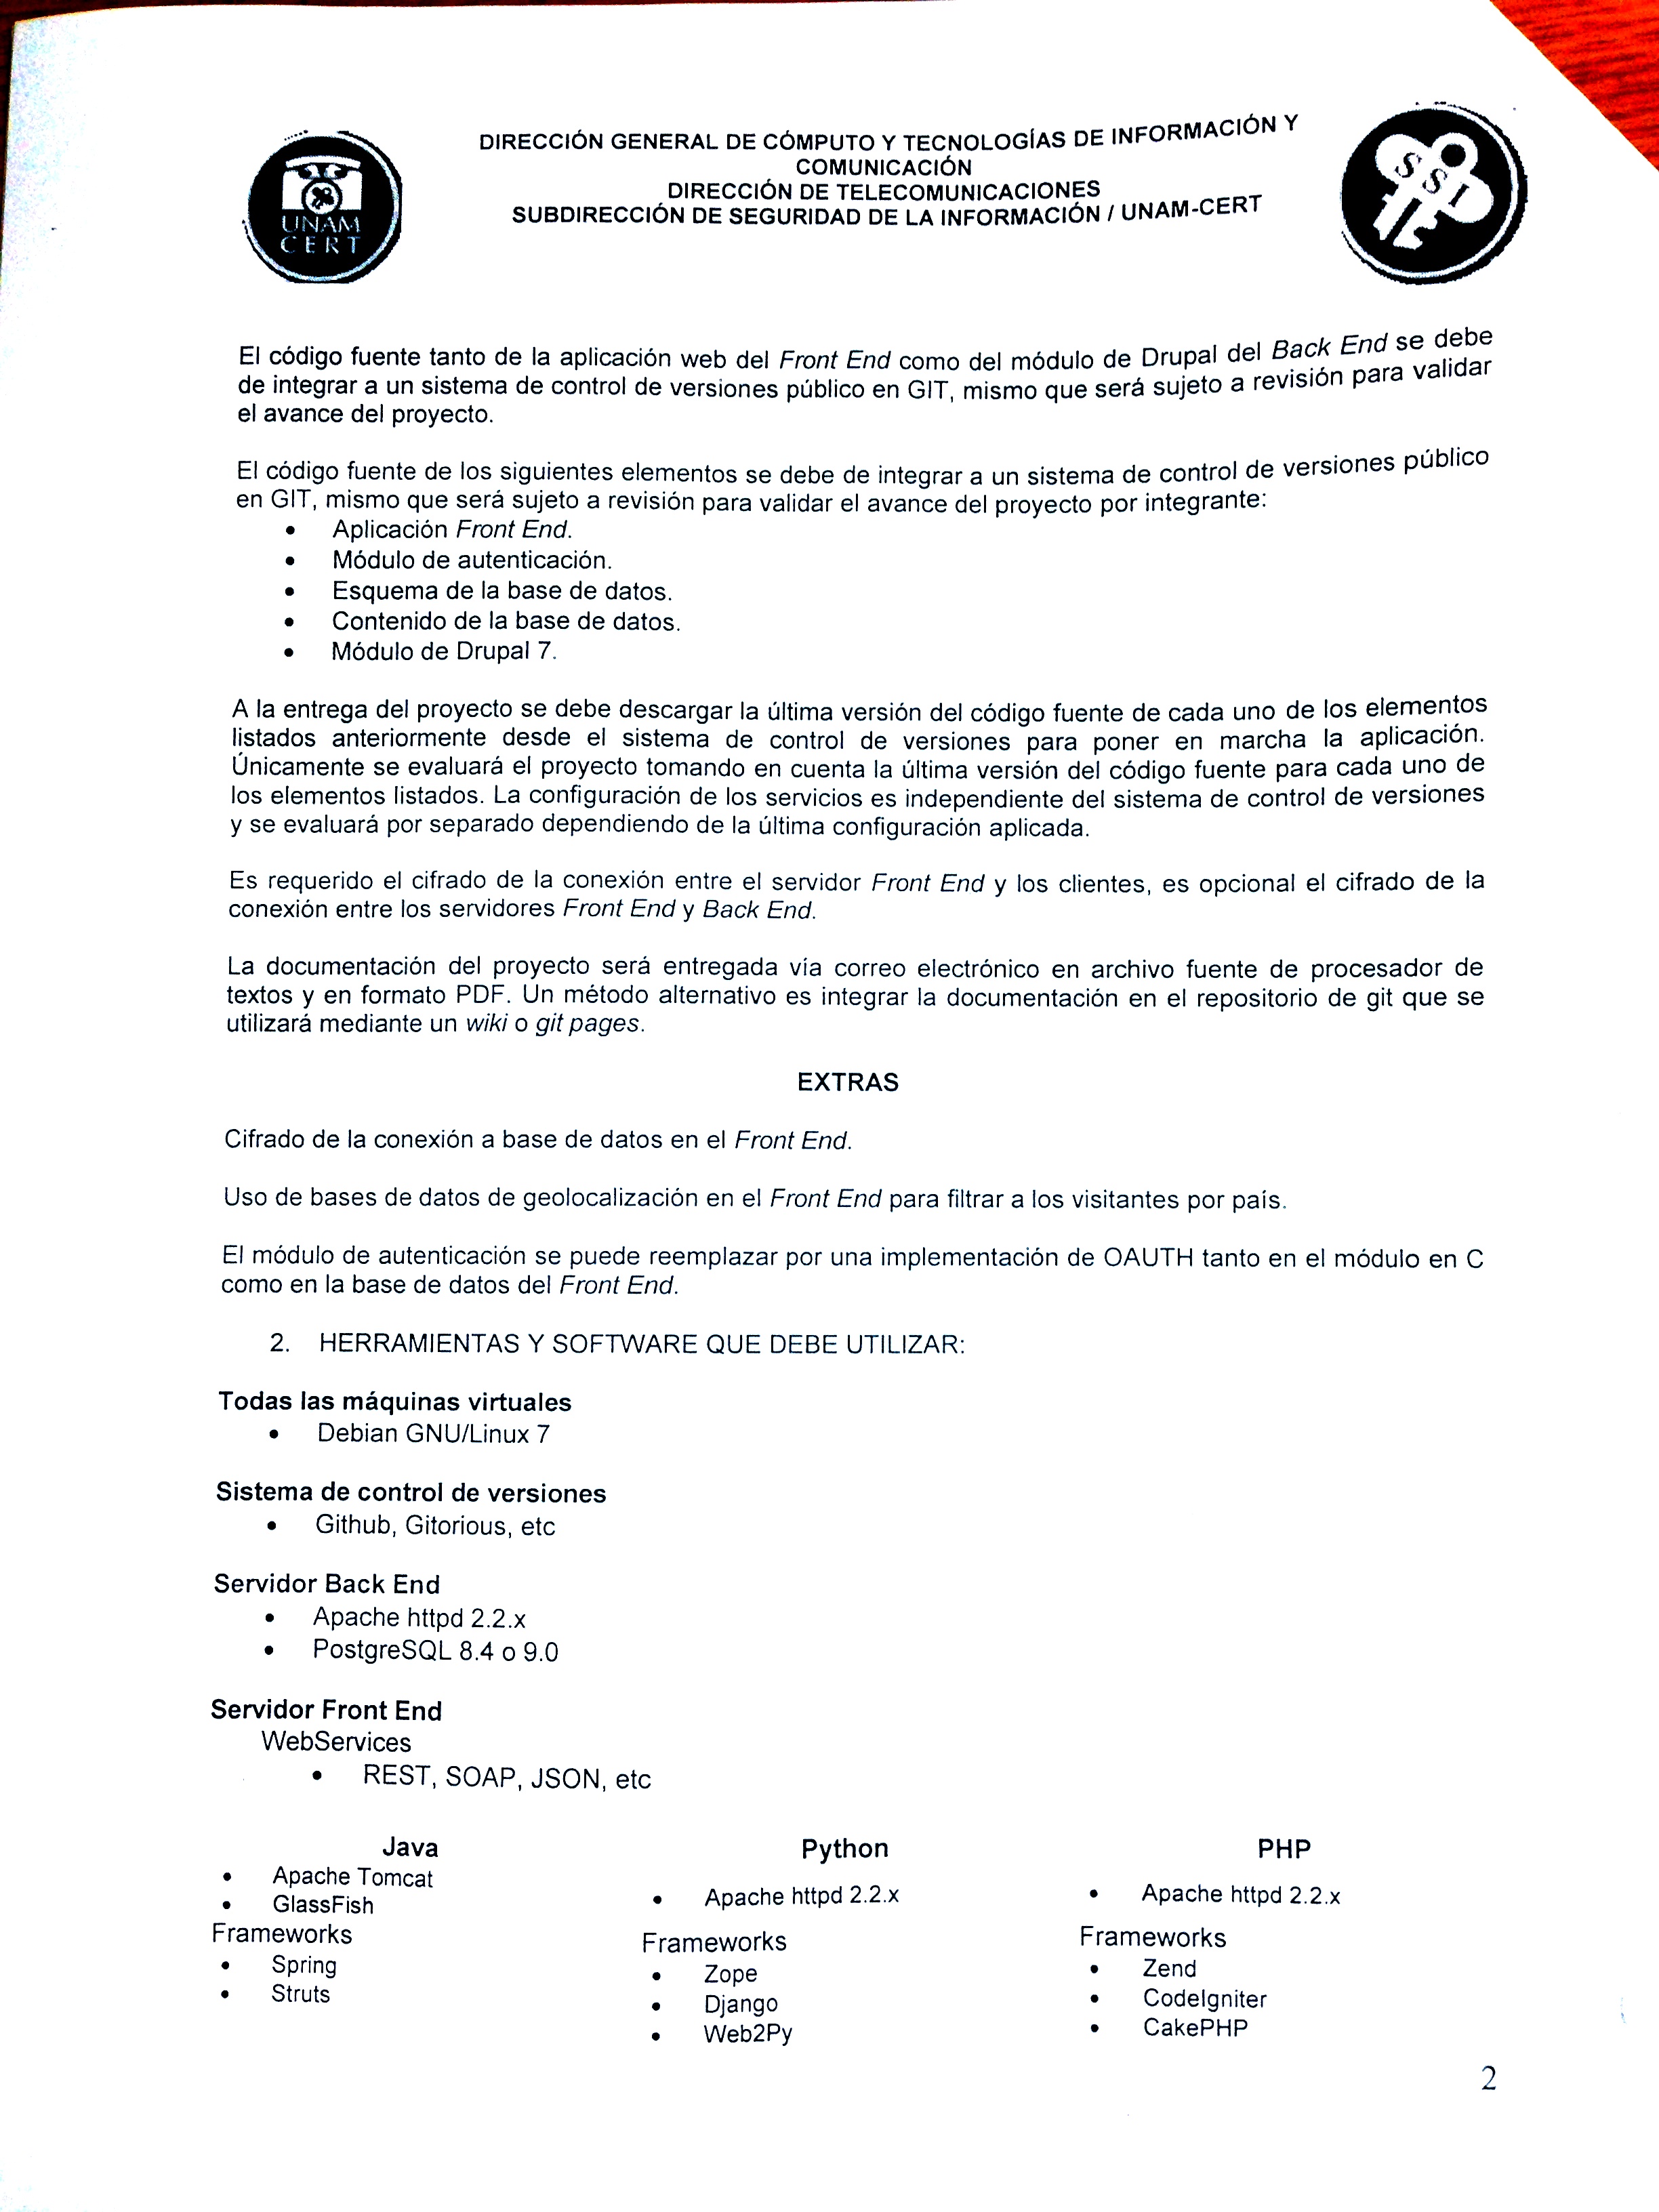 UNAM
CERT
DIRECCIÓN GENERAL DE CÓMPUTO Y TECNOLOGÍAS DE INFORMACIÓN Y
COMUNICACIÓN
DIRECCIÓN DE TELECOMUNICACIONES
SUBDIRECCIÓN DE SEGURIDAD DE LA INFORMACIÓN / UNAM-CERT
SSI
El código fuente tanto de la aplicación web del Front End como del módulo de Drupal del Back End se debe
de integrar a un sistema de control de versiones público en GIT, mismo que será sujeto a revisión para validar
el avance del proyecto.
El código fuente de los siguientes elementos se debe de integrar a un sistema de control de versiones público
en GIT, mismo que será sujeto a revisión para validar el avance del proyecto por integrante:
• Aplicación Front End.
• Módulo de autenticación.
• Esquema de la base de datos.
• Contenido de la base de datos.
• Módulo de Drupal 7.
A la entrega del proyecto se debe descargar la última versión del código fuente de cada uno de los elementos
listados anteriormente desde el sistema de control de versiones para poner en marcha la aplicación.
Únicamente se evaluará el proyecto tomando en cuenta la última versión del código fuente para cada uno de
los elementos listados. La configuración de los servicios es independiente del sistema de control de versiones
y se evaluará por separado dependiendo de la última configuración aplicada.
Es requerido el cifrado de la conexión entre el servidor Front End y los clientes, es opcional el cifrado de la
conexión entre los servidores Front End y Back End.
La documentación del proyecto será entregada vía correo electrónico en archivo fuente de procesador de
textos y en formato PDF. Un método alternativo es integrar la documentación en el repositorio de git que se
utilizará mediante un wiki o git pages.
EXTRAS
Cifrado de la conexión a base de datos en el Front End.
Uso de bases de datos de geolocalización en el Front End para filtrar a los visitantes por país.
El módulo de autenticación se puede reemplazar por una implementación de OAUTH tanto en el módulo en C
como en la base de datos del Front End.
2. HERRAMIENTAS Y SOFTWARE QUE DEBE UTILIZAR:
Todas las máquinas virtuales
• Debian GNU/Linux 7
Sistema de control de versiones
• Github, Gitorious, etc
Servidor Back End
• Apache httpd 2.2.x
• PostgreSQL 8.4 o 9.0
Servidor Front End
WebServices
• REST, SOAP, JSON, etc
Java
• Apache Tomcat
• GlassFish
Frameworks
• Spring
• Struts
Python
• Apache httpd 2.2.x
Frameworks
• Zope
• Django
• Web2Py
PHP
• Apache httpd 2.2.x
Frameworks
• Zend
• CodeIgniter
• CakePHP
2